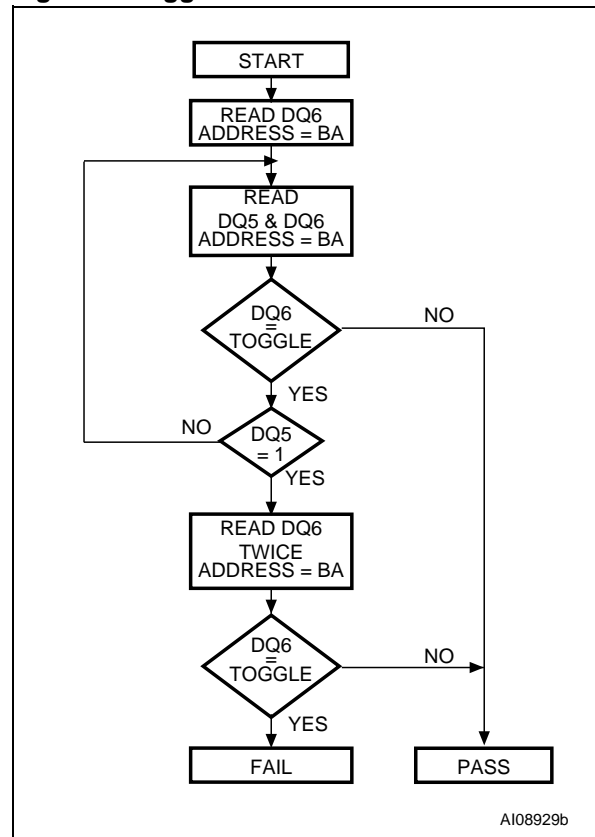 START
READ DQ6
ADDRESS = BA
READ
DQ5 & DQ6
ADDRESS = BA
DQ6
=
TOGGLE
NO
YES
NO
DQ5
= 1
YES
READ DQ6
TWICE
ADDRESS = BA
DQ6
=
TOGGLE
NO
YES
FAIL
PASS
AI08929b